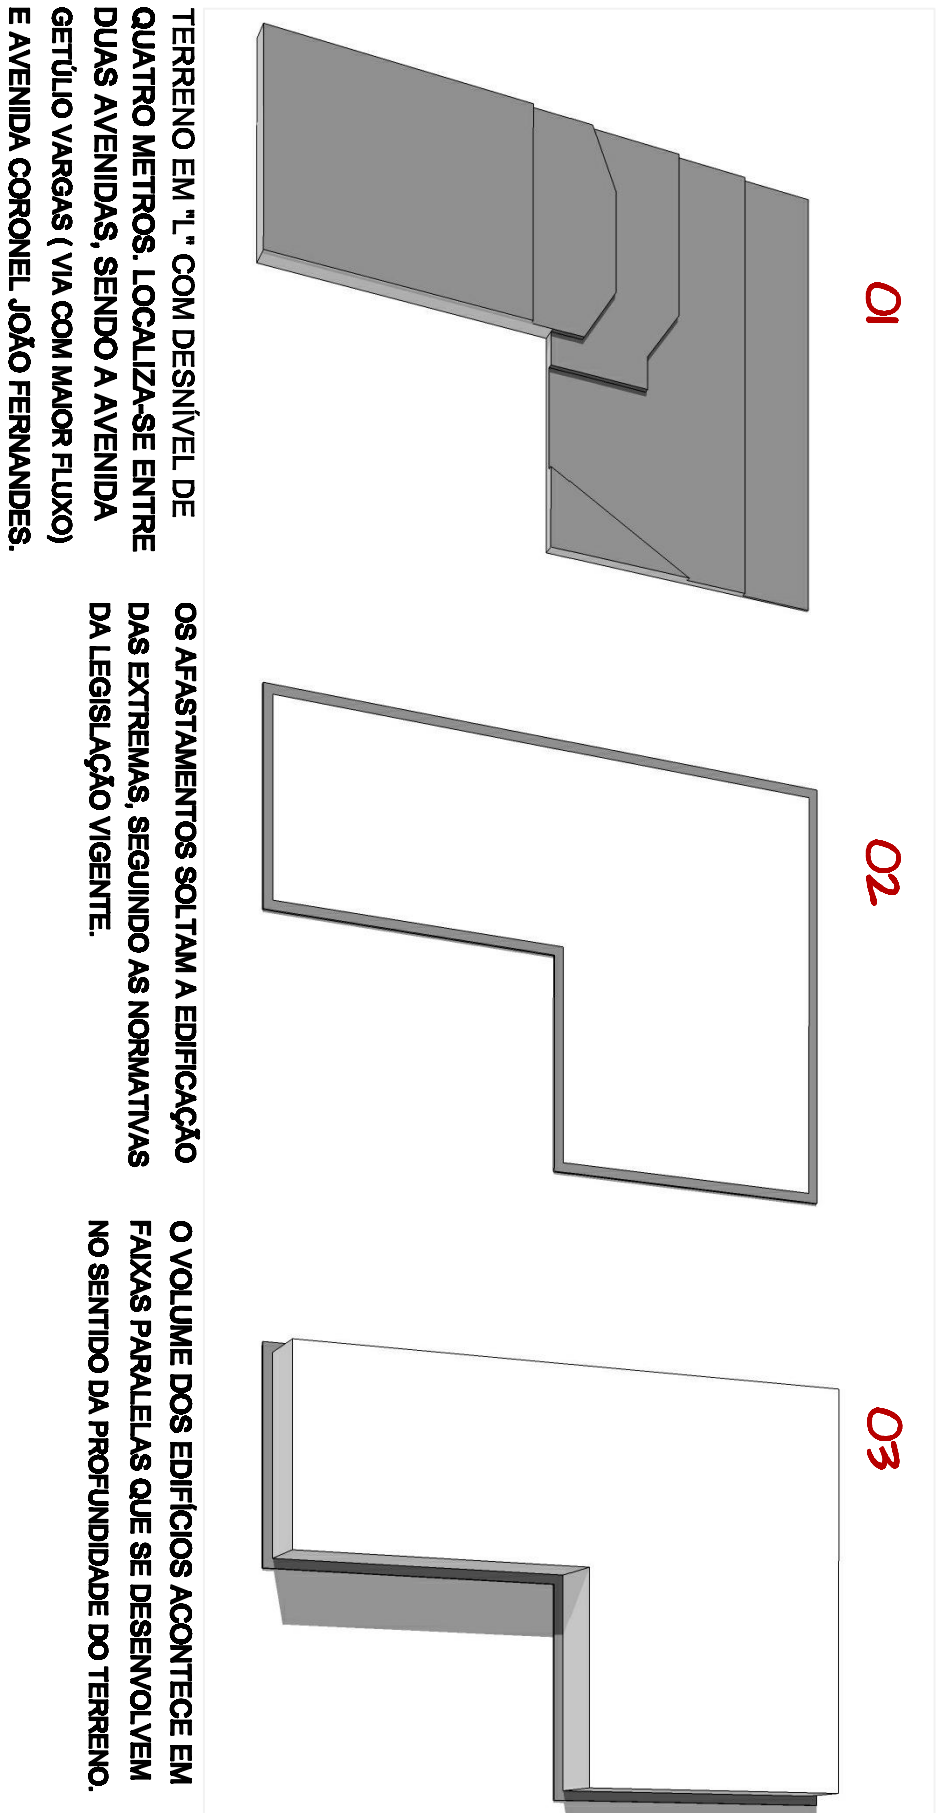 01
TERRENO EM "L" COM DESNÍVEL DE
QUATRO METROS. LOCALIZA-SE ENTRE
DUAS AVENIDAS, SENDO A AVENIDA
GETÚLIO VARGAS ( VIA COM MAIOR FLUXO)
E AVENIDA CORONEL JOÃO FERNANDES.
02
OS AFASTAMENTOS SOLTAM A EDIFICAÇÃO
DAS EXTREMAS, SEGUINDO AS NORMATIVAS
DA LEGISLAÇÃO VIGENTE.
03
O VOLUME DOS EDIFÍCIOS ACONTECE EM
FAIXAS PARALELAS QUE SE DESENVOLVEM
NO SENTIDO DA PROFUNDIDADE DO TERRENO.